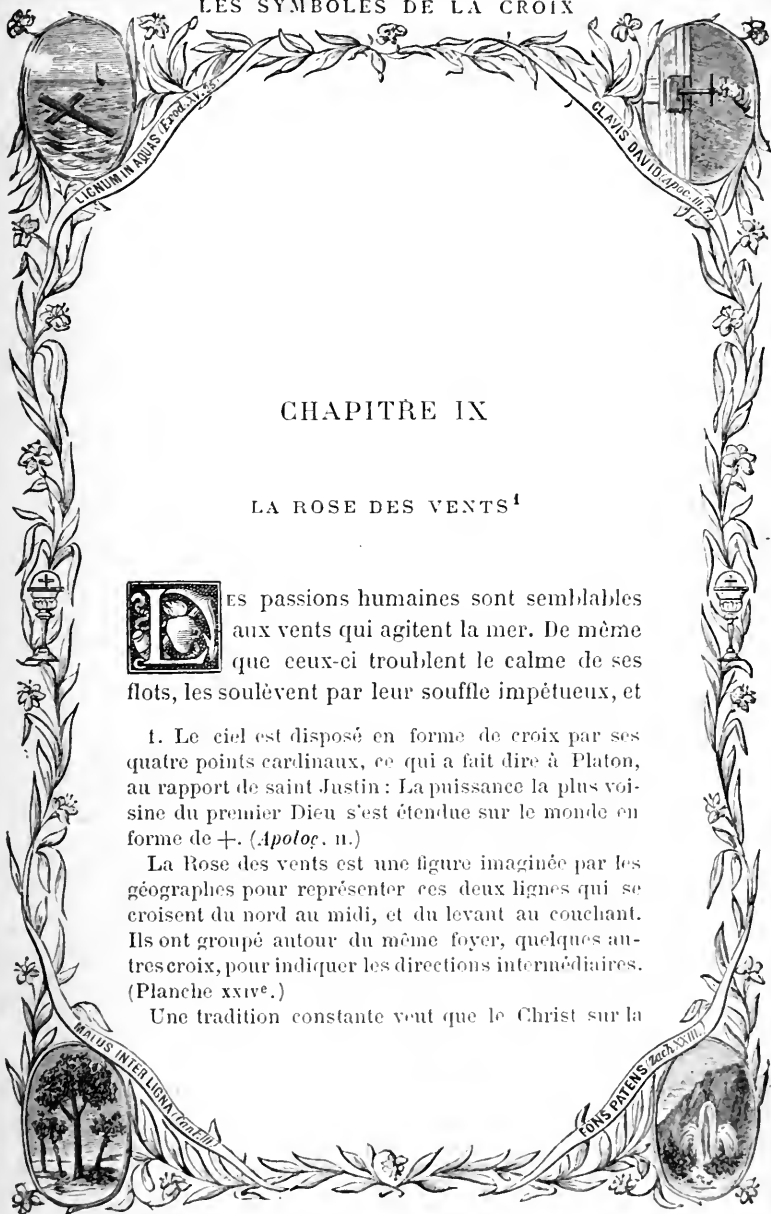 LES SYMBOLES DE LA CROIX
LIGNUM IN AQUAS (Exod. XV.
CLAVIS DAVID (Apoc. III. 7.)
CHAPITRE IX
LA ROSE DES VENTS¹
LES passions humaines sont semblables
aux vents qui agitent la mer. De même
que ceux-ci troublent le calme de ses
flots, les soulèvent par leur souffle impétueux, et
1. Le ciel est disposé en forme de croix par ses
quatre points cardinaux, ce qui a fait dire à Platon,
au rapport de saint Justin : La puissance la plus voi-
sine du premier Dieu s'est étendue sur le monde en
forme de +. (Apoloç. II.)
La Rose des vents est une figure imaginée par les
géographes pour représenter ces deux lignes qui se
croisent du nord au midi, et du levant au couchant.
Ils ont groupé autour du même foyer, quelques au-
tres croix, pour indiquer les directions intermédiaires.
(Planche XXIVe.)
Une tradition constante veut que le Christ sur la
MALUS INTER LIGNA (Cant. II)
FONS PATENS (Zach. XXIII.)